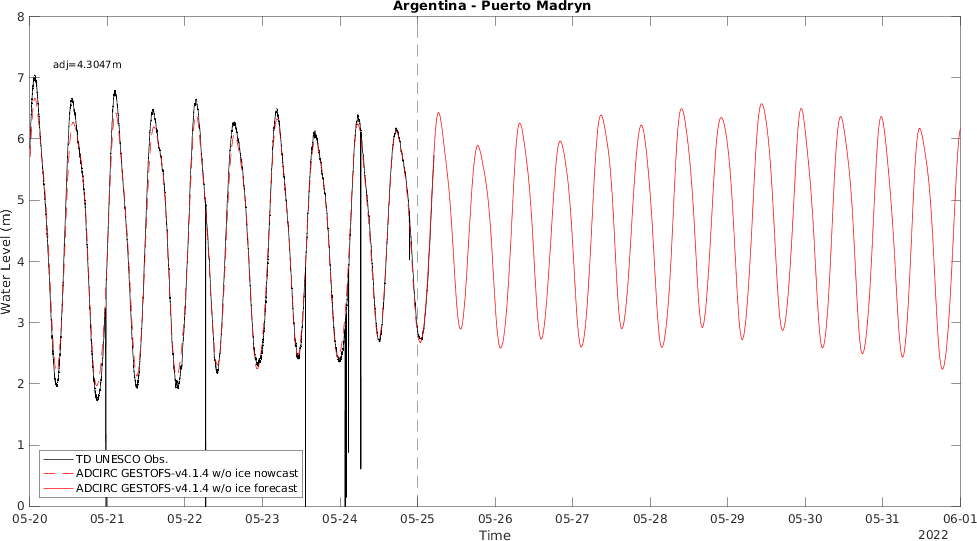 Argentina - Puerto Madryn
8
adj=4.3047m
7
6
5
4
3
2
1
0
Water Level (m)
TD UNESCO Obs.
ADCIRC GESTOFS-v4.1.4 w/o ice nowcast
ADCIRC GESTOFS-v4.1.4 w/o ice forecast
05-20 05-21 05-22 05-23 05-24 05-25 05-26 05-27 05-28 05-29 05-30 05-31 06-01
Time
2022